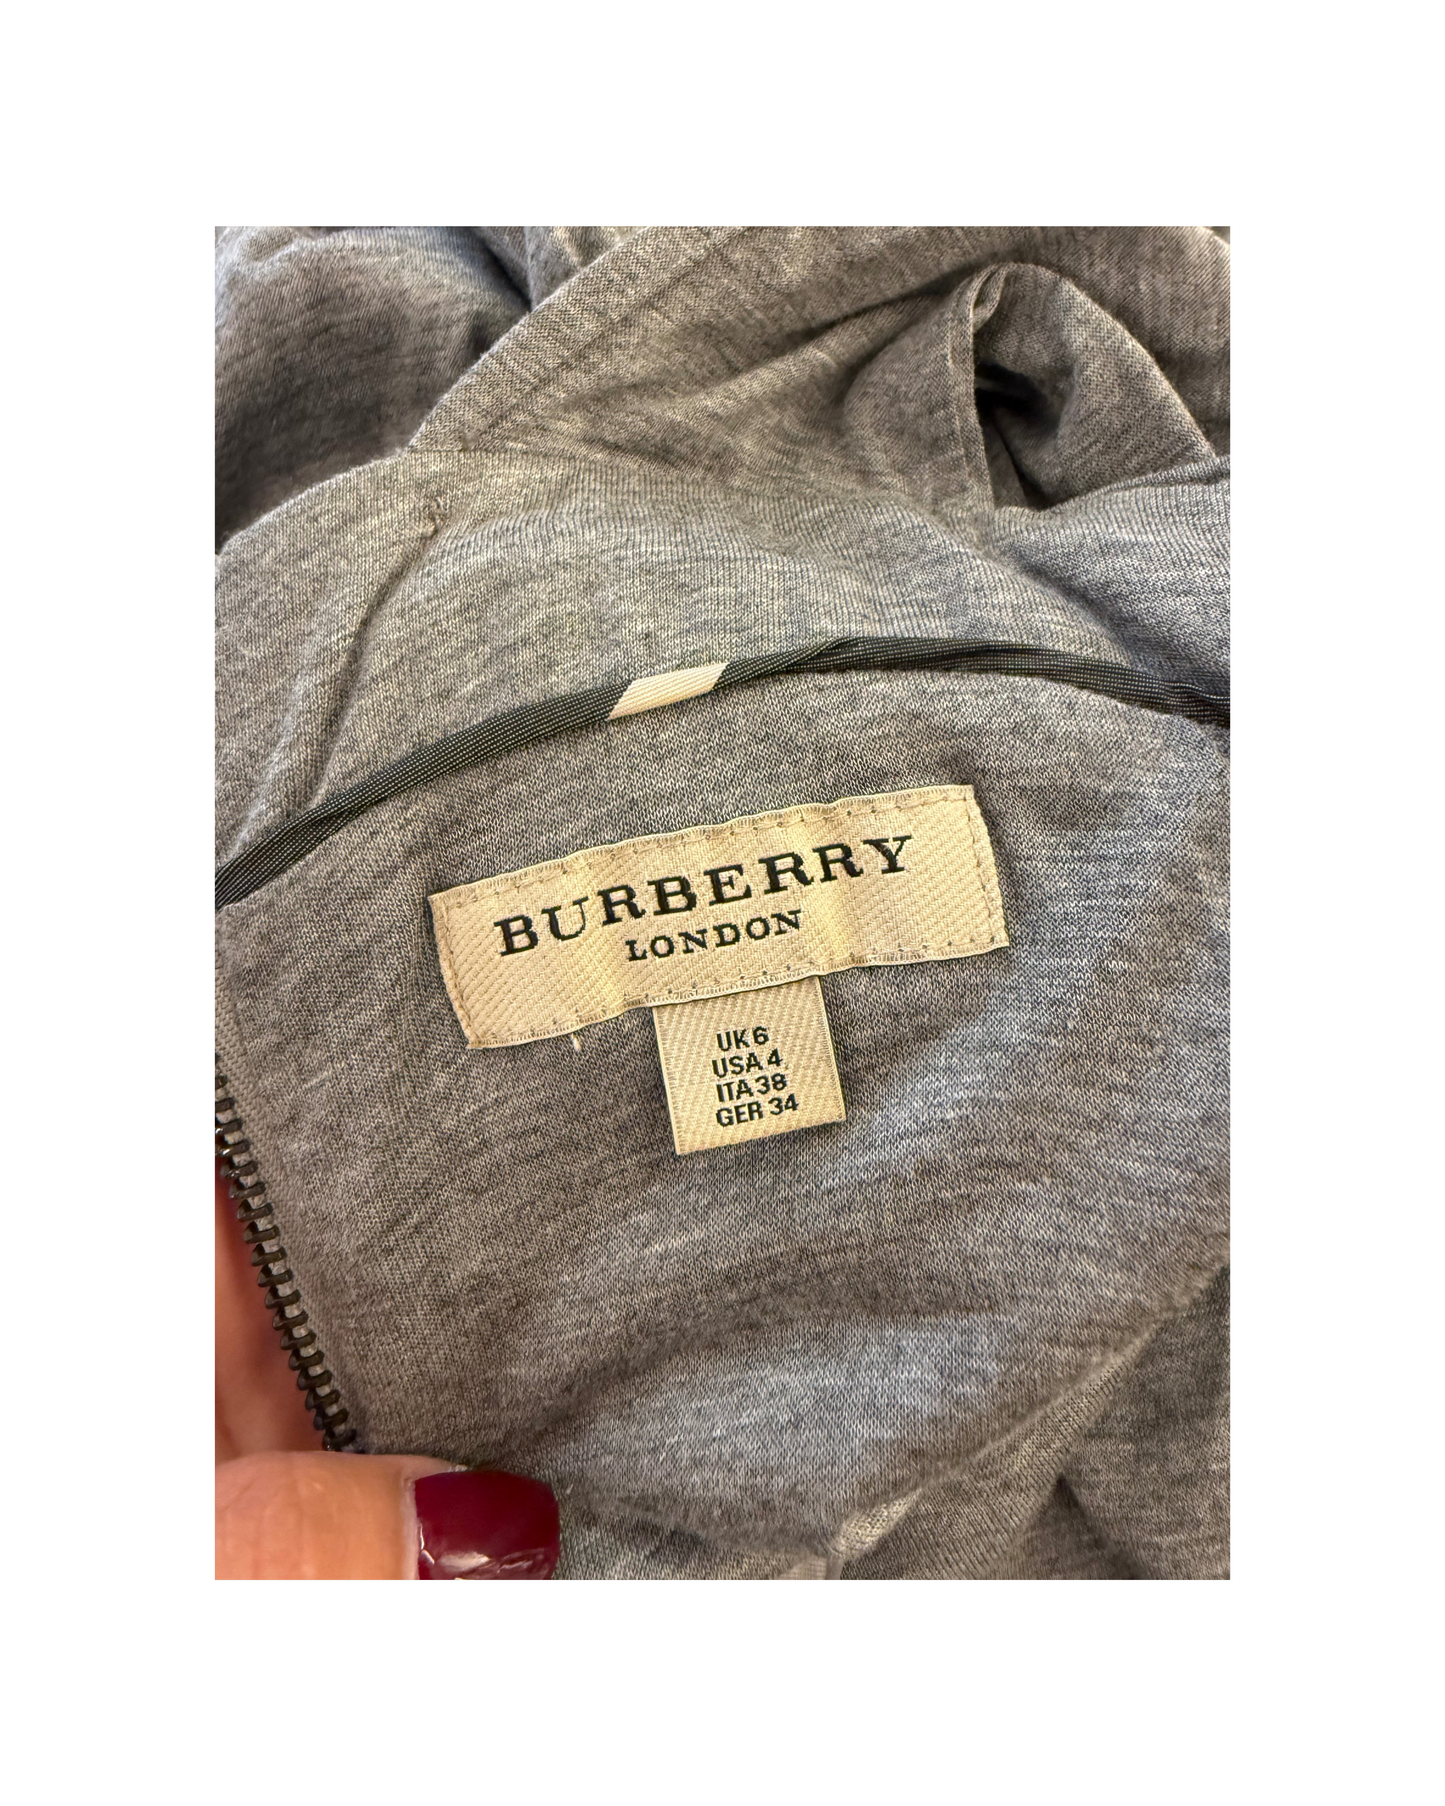 BURBERRY
LONDON
UK 6
USA 4
ITA 38
GER 34